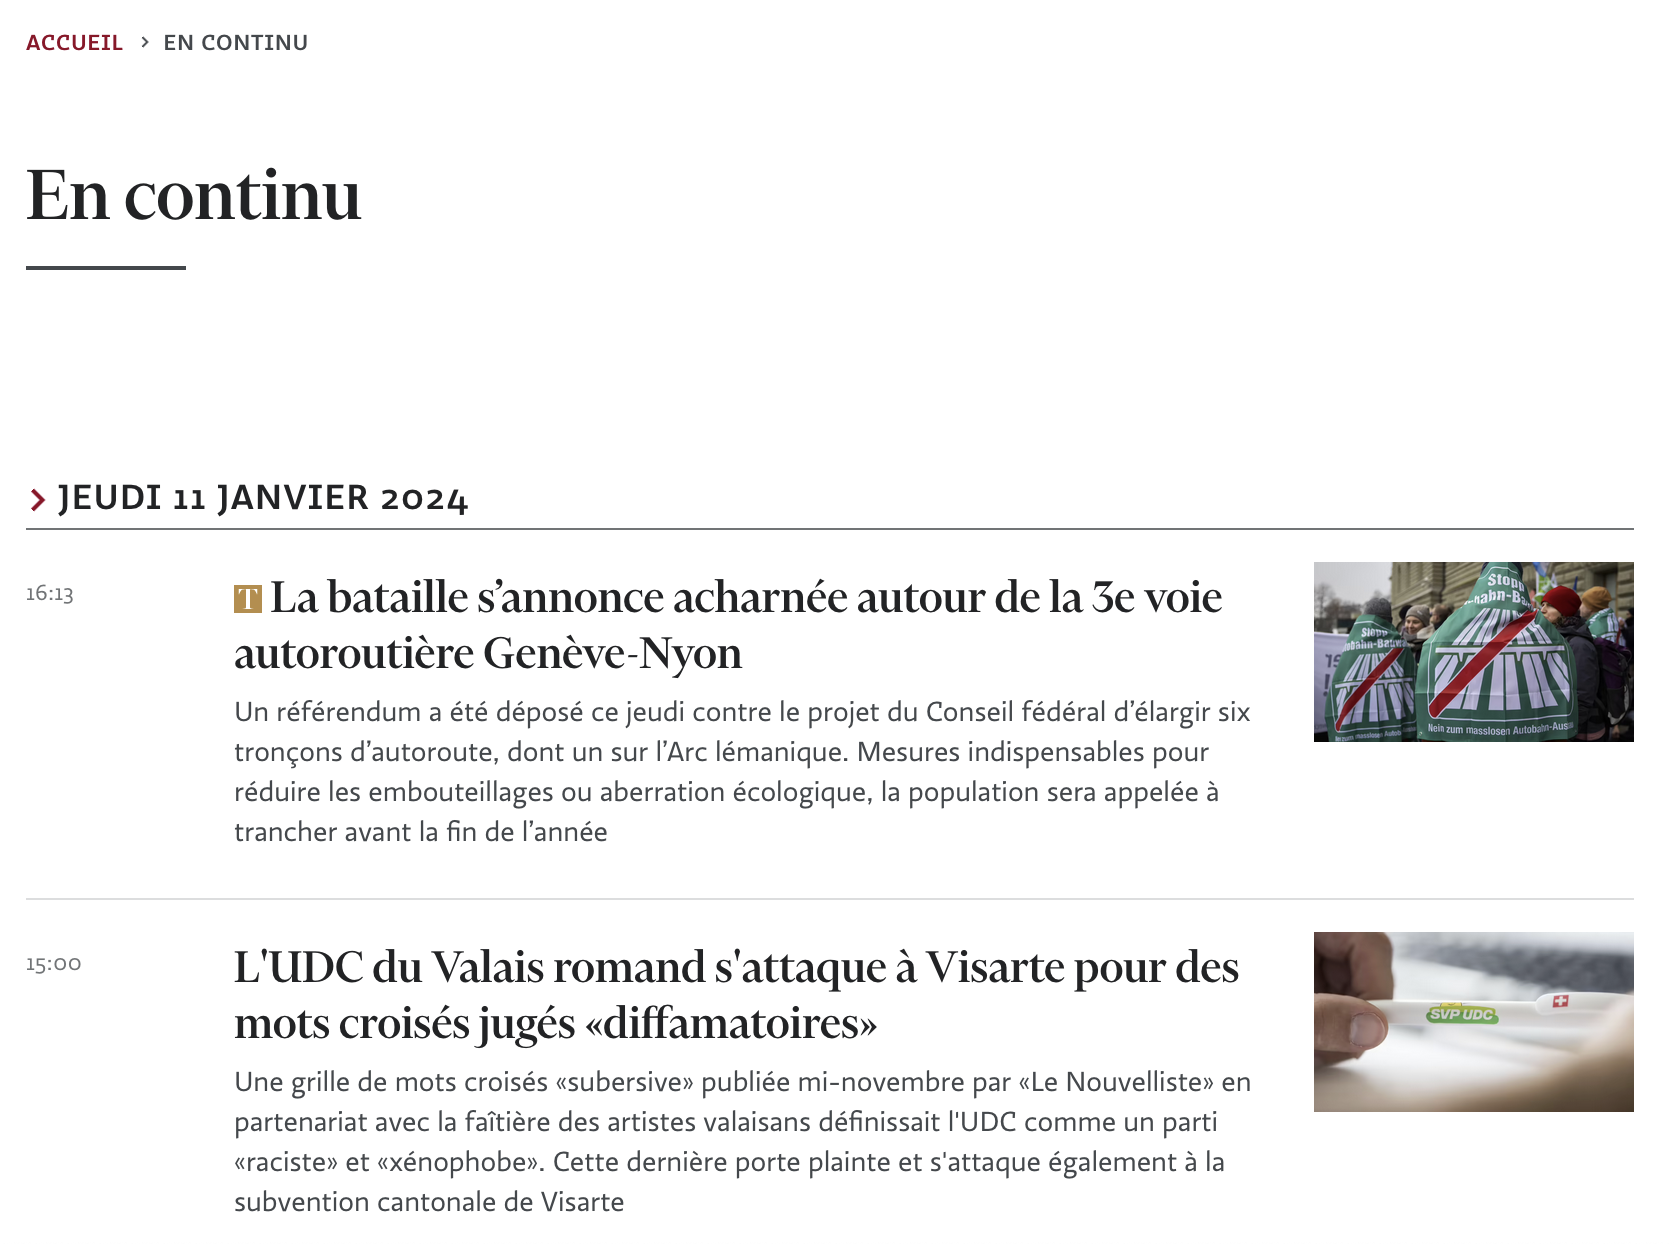 ACCUEIL > EN CONTINU
En continu
> JEUDI 11 JANVIER 2024
16:13
T La bataille s’annonce acharnée autour de la 3e voie
autoroutière Genève-Nyon
Un référendum a été déposé ce jeudi contre le projet du Conseil fédéral d’élargir six
tronçons d’autoroute, dont un sur l’Arc lémanique. Mesures indispensables pour
réduire les embouteillages ou aberration écologique, la population sera appelée à
trancher avant la fin de l’année
Stopp
Stopp
Nein zum masslosen Autobahn-Aus
15:00
L'UDC du Valais romand s'attaque à Visarte pour des
mots croisés jugés «diffamatoires»
Une grille de mots croisés «subersive» publiée mi-novembre par «Le Nouvelliste» en
partenariat avec la faîtière des artistes valaisans définissait l'UDC comme un parti
«raciste» et «xénophobe». Cette dernière porte plainte et s'attaque également à la
subvention cantonale de Visarte
SVP UDC